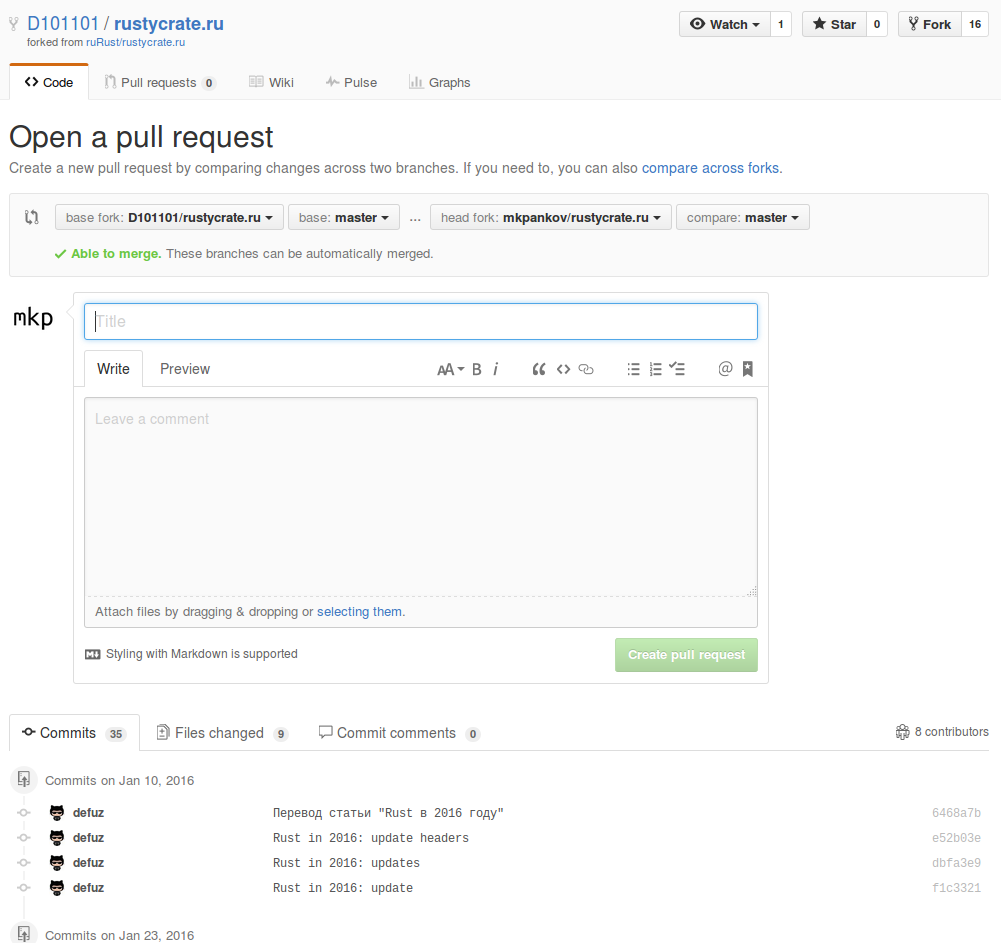 D101101 / rustycrate.ru Watch 1 Star 0 Fork 16
forked from ruRust/rustycrate.ru
Code Pull requests 0 Wiki Pulse Graphs
Open a pull request
Create a new pull request by comparing changes across two branches. If you need to, you can also compare across forks.
base fork: D101101/rustycrate.ru base: master ... head fork: mkpankov/rustycrate.ru compare: master
Able to merge. These branches can be automatically merged.
mkp
Title
Write Preview AA B i @
Leave a comment
Attach files by dragging & dropping or selecting them.
Styling with Markdown is supported
Create pull request
Commits 35 Files changed 9 Commit comments 0 8 contributors
Commits on Jan 10, 2016
defuz Перевод статьи "Rust в 2016 году" 6468a7b
defuz Rust in 2016: update headers e52b03e
defuz Rust in 2016: updates dbfa3e9
defuz Rust in 2016: update f1c3321
Commits on Jan 23, 2016